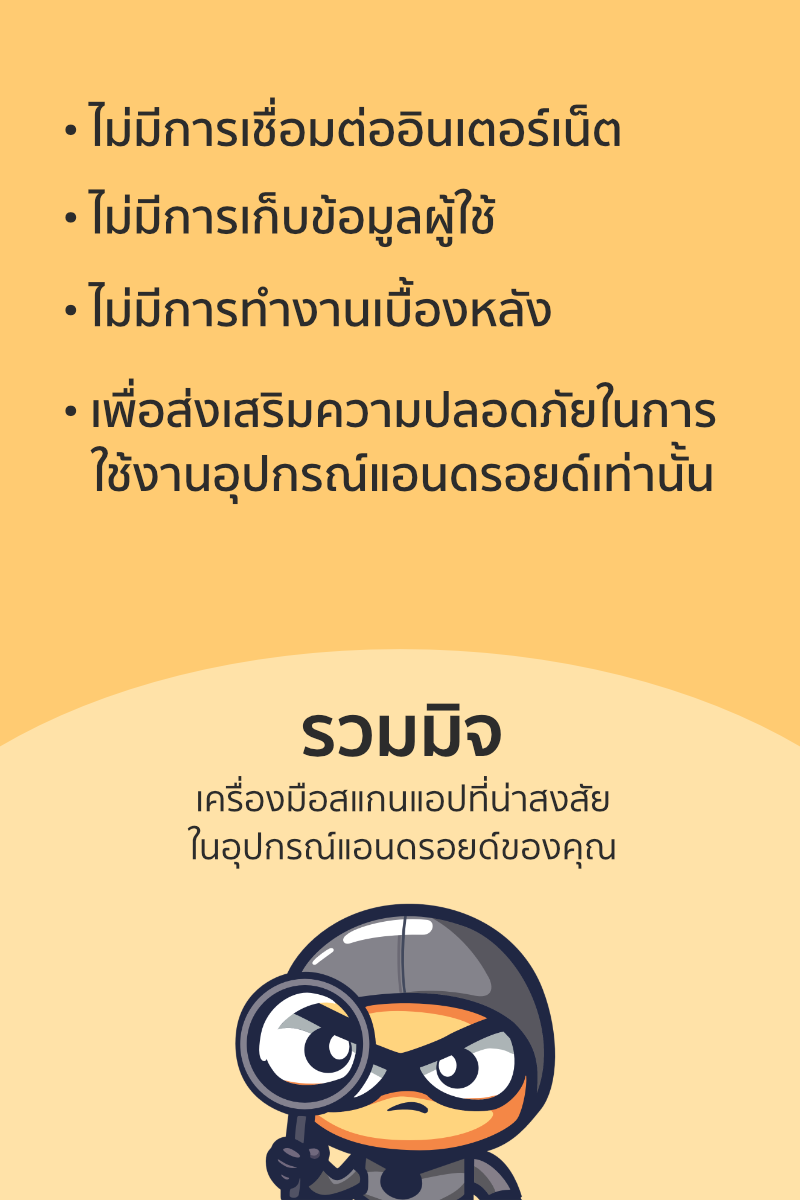 • ไม่มีการเชื่อมต่ออินเตอร์เน็ต
• ไม่มีการเก็บข้อมูลผู้ใช้
• ไม่มีการทำงานเบื้องหลัง
• เพื่อส่งเสริมความปลอดภัยในการ
ใช้งานอุปกรณ์แอนดรอยด์เท่านั้น
รวมมิจ
เครื่องมือสแกนแอปที่น่าสงสัย
ในอุปกรณ์แอนดรอยด์ของคุณ